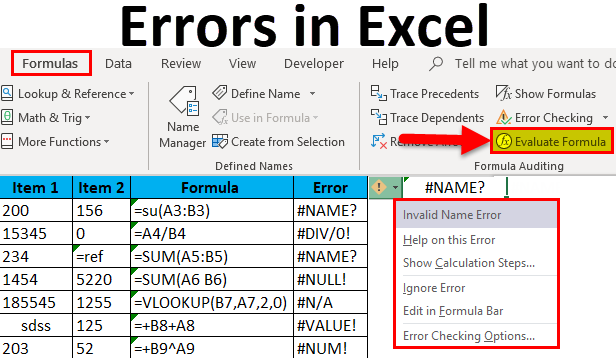 Errors in Excel
Formulas Data Review View Developer Help Tell me what you want to do
Lookup & Reference Define Name Trace Precedents Show Formulas
Math & Trig Name Manager Use in Formula Trace Dependents Error Checking
More Functions Create from Selection Evaluate Formula
Defined Names Formula Auditing
Item 1 Item 2 Formula Error #NAME?
200 156 =su(A3:B3) #NAME? Invalid Name Error
15345 0 =A4/B4 #DIV/0! Help on this Error
234 =ref =SUM(A5:B5) #NAME? Show Calculation Steps...
1454 5220 =SUM(A6 B6) #NULL! Ignore Error
185545 1255 =VLOOKUP(B7,A7,2,0) #N/A Edit in Formula Bar
sdss 125 =+B8+A8 #VALUE! Error Checking Options...
203 52 =+B9^A9 #NUM!